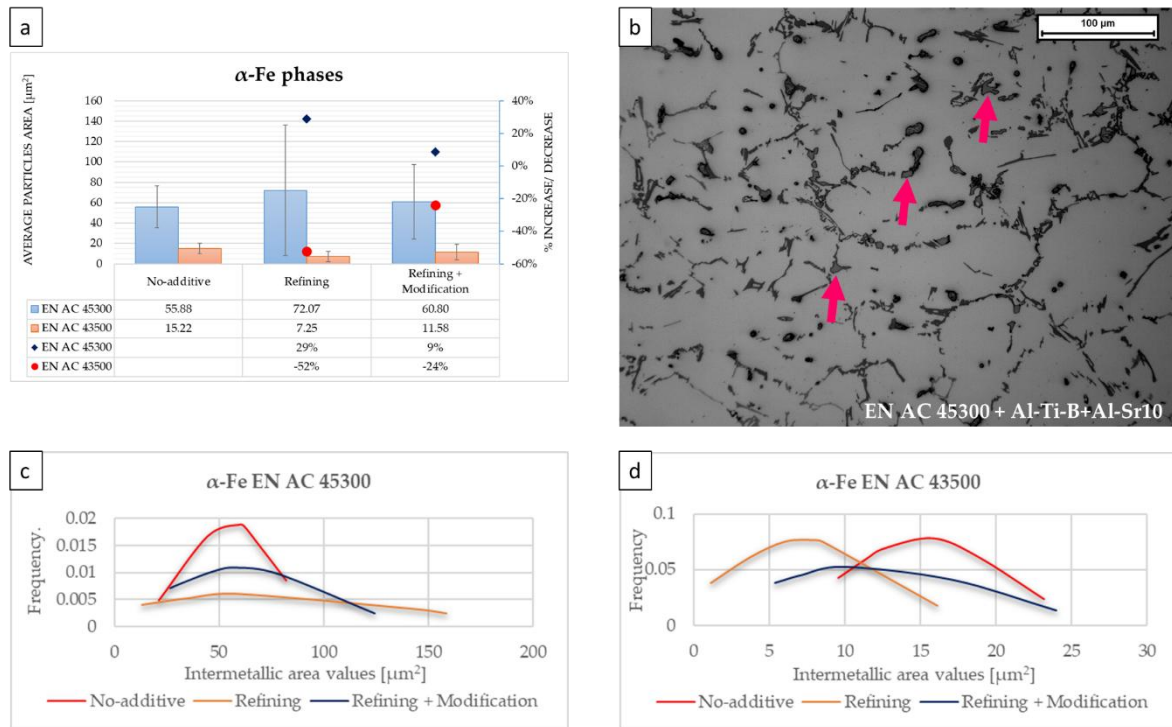 a
α-Fe phases
AVERAGE PARTICLES AREA [µm²]
160
140
120
100
80
60
40
20
0
40%
20%
0%
-20%
-40%
-60%
% INCREASE/ DECREASE
No-additive Refining Refining +
Modification
EN AC 45300 55.88 72.07 60.80
EN AC 43500 15.22 7.25 11.58
EN AC 45300 29% 9%
EN AC 43500 -52% -24%
b
100 µm
EN AC 45300 + Al-Ti-B+Al-Sr10
c
α-Fe EN AC 45300
Frequency.
0.02
0.015
0.01
0.005
0
0 50 100 150 200
Intermetallic area values [µm²]
No-additive Refining Refining + Modification
d
α-Fe EN AC 43500
Frequency
0.1
0.05
0
0 5 10 15 20 25 30
Intermetallic area values [µm²]
No-additive Refining Refining + Modification